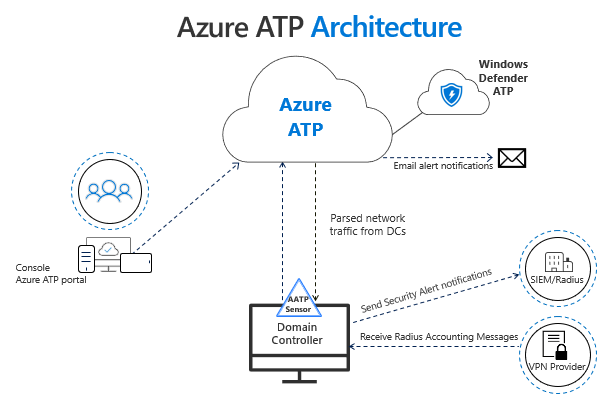 Azure ATP Architecture
Windows
Defender
ATP
Azure
ATP
Email alert notifications
Parsed network
traffic from DCs
Console
Azure ATP portal
AATP
Sensor
Domain
Controller
Send Security Alert notifications
SIEM/Radius
Receive Radius Accounting Messages
VPN Provider